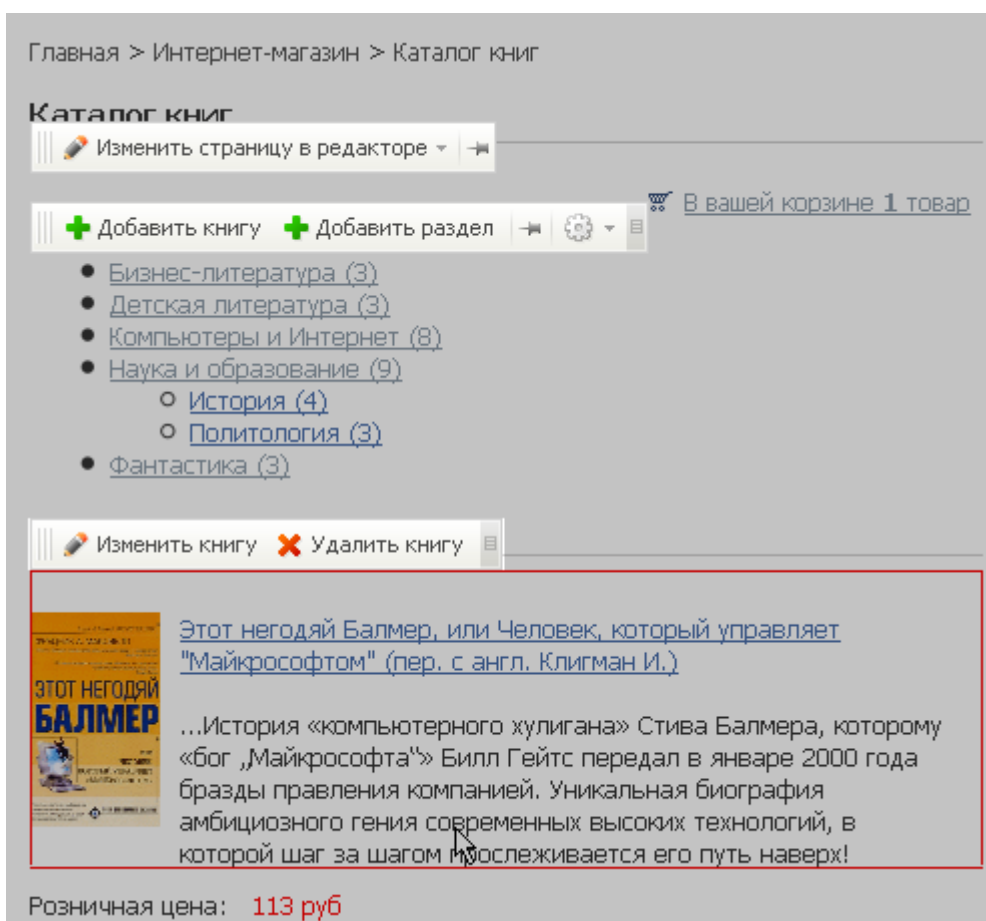 Главная > Интернет-магазин > Каталог книг
Каталог книг
Изменить страницу в редакторе
В вашей корзине 1 товар
Добавить книгу Добавить раздел
Бизнес-литература (3)
Детская литература (3)
Компьютеры и Интернет (8)
Наука и образование (9)
История (4)
Политология (3)
Фантастика (3)
Изменить книгу Удалить книгу
Этот негодяй Балмер, или Человек, который управляет
"Майкрософтом" (пер. с англ. Клигман И.)
ЭТОТ НЕГОДЯЙ
БАЛМЕР
...История «компьютерного хулигана» Стива Балмера, которому
«бог „Майкрософта"» Билл Гейтс передал в январе 2000 года
бразды правления компанией. Уникальная биография
амбициозного гения современных высоких технологий, в
которой шаг за шагом прослеживается его путь наверх!
Розничная цена: 113 руб